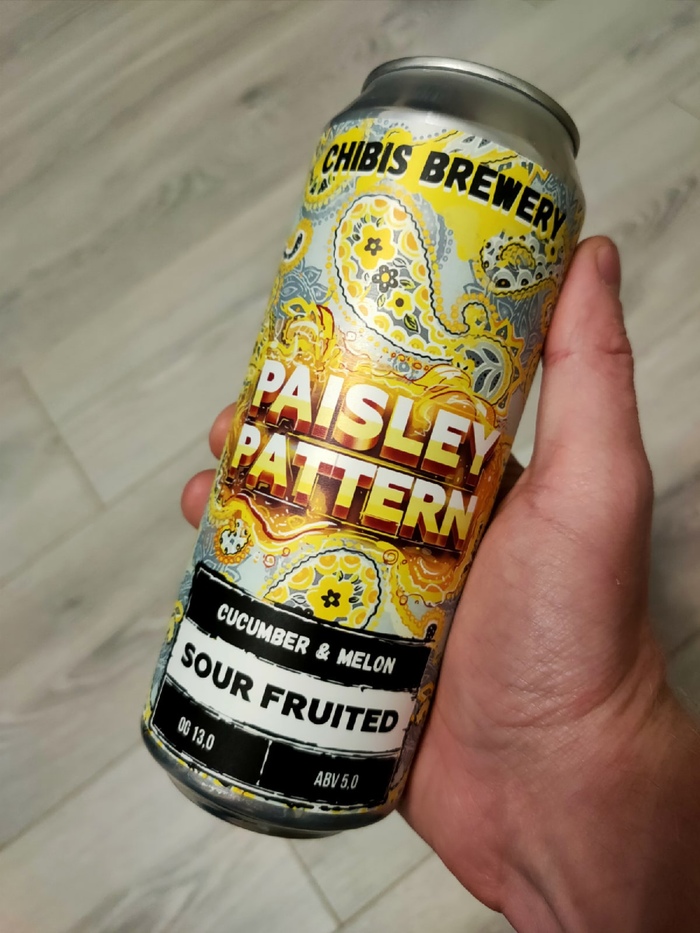 CHIBIS BREWERY
PAISLEY
PATTERN
CUCUMBER & MELON
SOUR FRUITED
OG 13,0
ABV 5,0